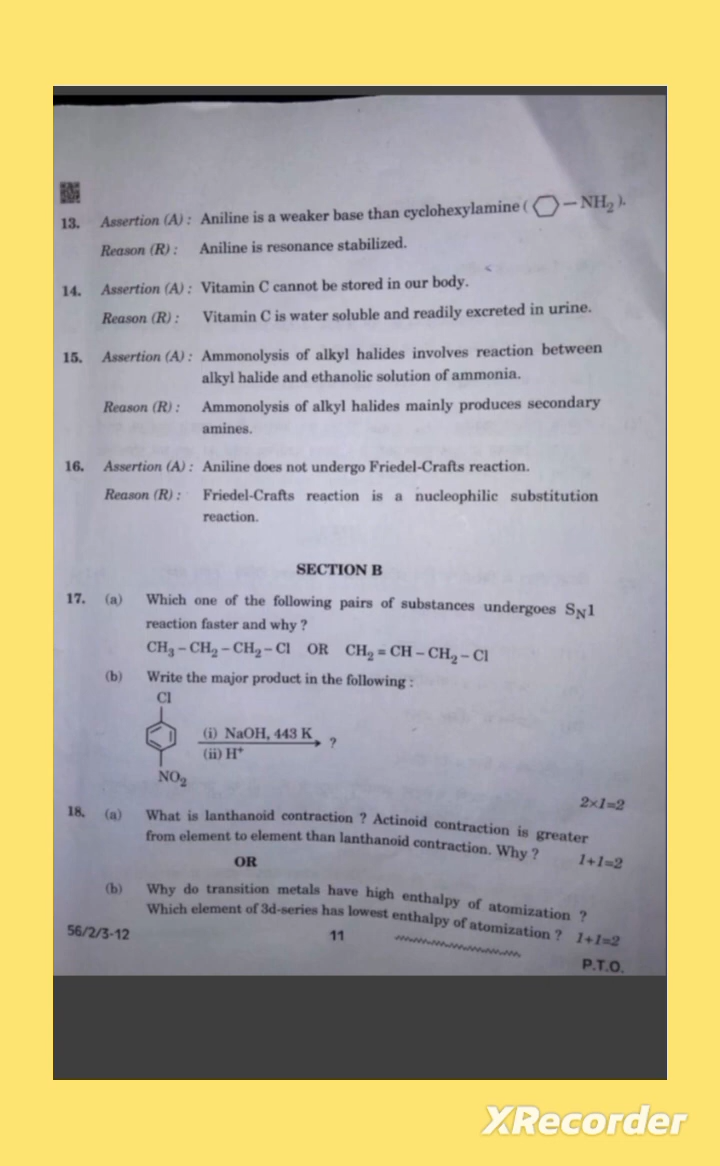 13. Assertion (A) : Aniline is a weaker base than cyclohexylamine ( – NH₂ ).
Reason (R) : Aniline is resonance stabilized.
14. Assertion (A) : Vitamin C cannot be stored in our body.
Reason (R) : Vitamin C is water soluble and readily excreted in urine.
15. Assertion (A) : Ammonolysis of alkyl halides involves reaction between
alkyl halide and ethanolic solution of ammonia.
Reason (R) : Ammonolysis of alkyl halides mainly produces secondary
amines.
16. Assertion (A) : Aniline does not undergo Friedel-Crafts reaction.
Reason (R) : Friedel-Crafts reaction is a nucleophilic substitution
reaction.
SECTION B
17. (a) Which one of the following pairs of substances undergoes S_N1
reaction faster and why ?
CH₃ – CH₂ – CH₂ – Cl OR CH₂ = CH – CH₂ – Cl
(b) Write the major product in the following :
Cl
(i) NaOH, 443 K
?
(ii) H⁺
NO₂
2×1=2
18. (a) What is lanthanoid contraction ? Actinoid contraction is greater
from element to element than lanthanoid contraction. Why ? 1+1=2
OR
(b) Why do transition metals have high enthalpy of atomization ?
Which element of 3d-series has lowest enthalpy of atomization ? 1+1=2
56/2/3-12 11
P.T.O.
XRecorder